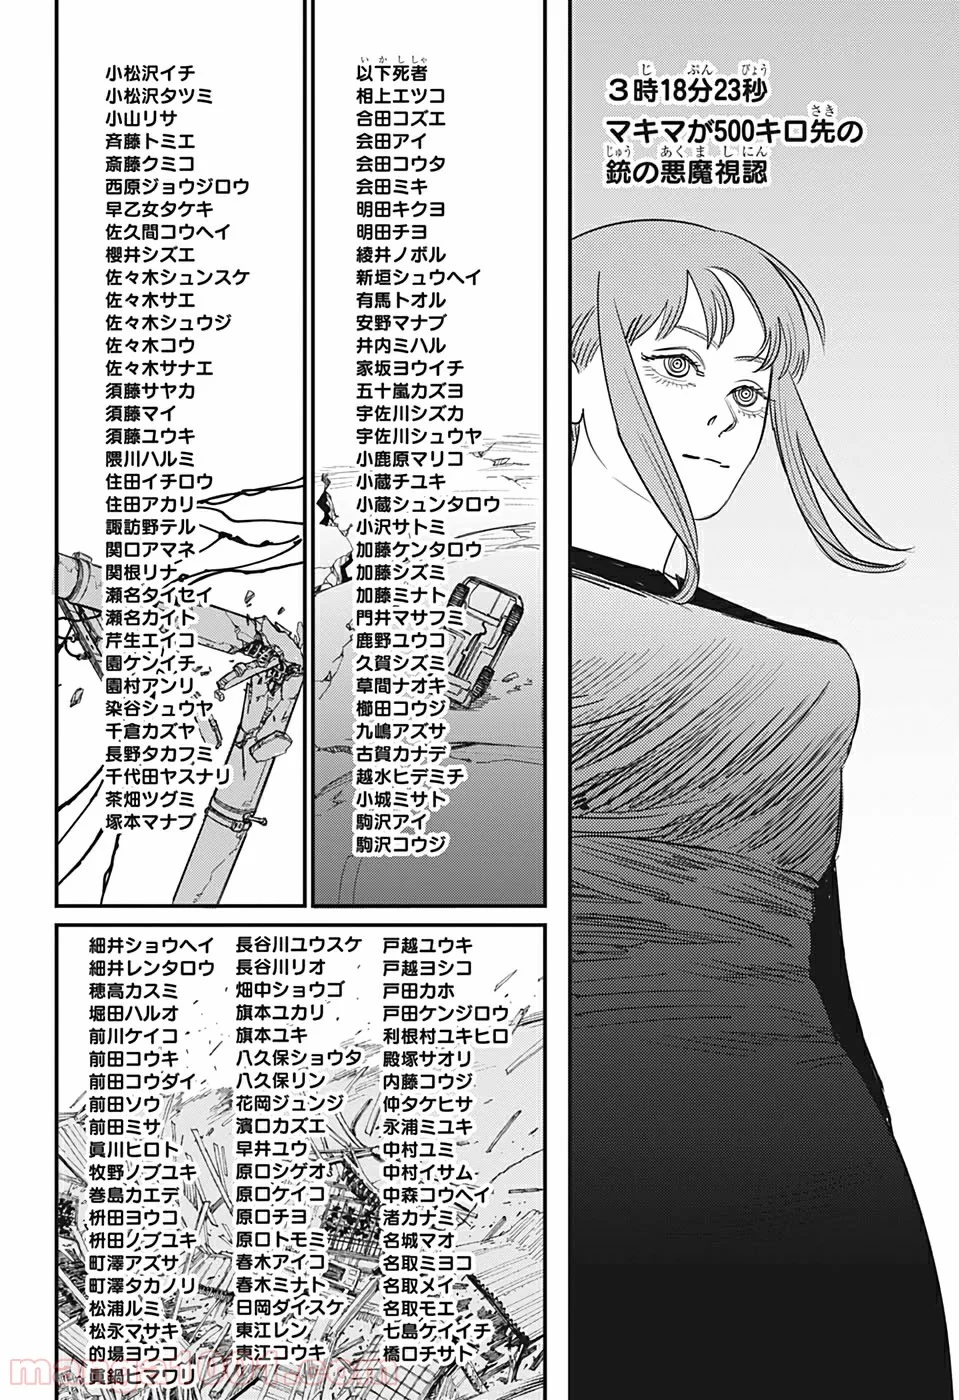 3時18分23秒
マキマが500キロ先の
銃の悪魔視認
以下死者
相上エツコ
合田コズエ
会田アイ
会田コウタ
会田ミキ
明田キクヨ
明田チヨ
綾井ノボル
新垣シュウヘイ
有馬トオル
安野マナブ
井内ミハル
家坂ヨウイチ
五十嵐カズヨ
宇佐川シズカ
宇佐川シュウヤ
小鹿原マリコ
小蔵チユキ
小蔵シュンタロウ
小沢サトミ
加藤ケンタロウ
加藤シズミ
加藤ミナト
門井マサフミ
鹿野ユウコ
久賀シズミ
草間ナオキ
櫛田コウジ
九嶋アズサ
古賀カナデ
越水ヒデミチ
小城ミサト
駒沢アイ
駒沢コウジ
小松沢イチ
小松沢タツミ
小山リサ
斉藤トミエ
斎藤クミコ
西原ジョウジロウ
早乙女タケキ
佐久間コウヘイ
櫻井シズエ
佐々木シュンスケ
佐々木サエ
佐々木シュウジ
佐々木コウ
佐々木サナエ
須藤サヤカ
須藤マイ
須藤ユウキ
隈川ハルミ
住田イチロウ
住田アカリ
諏訪野テル
関口アマネ
関根リナ
瀬名タイセイ
瀬名カイト
芹生エイコ
園ケンイチ
園村アンリ
染谷シュウヤ
千倉カズヤ
長野タカフミ
千代田ヤスナリ
茶畑ツグミ
塚本マナブ
戸越ユウキ
戸越ヨシコ
戸田カホ
戸田ケンジロウ
利根村ユキヒロ
殿塚サオリ
内藤コウジ
仲タケヒサ
永浦ミユキ
中村ユミ
中村イサム
中森コウヘイ
渚カナミ
名城マオ
名取ミヨコ
名取メイ
名取モエ
七島ケイイチ
橋口チサト
長谷川ユウスケ
長谷川リオ
畑中ショウゴ
旗本ユカリ
旗本ユキ
八久保ショウタ
八久保リン
花岡ジュンジ
濱口カズエ
早井ユウ
原口シゲオ
原口ケイコ
原口チヨ
原口トモミ
春木アイコ
春木ミナト
日岡ダイスケ
東江レン
東江コウキ
細井ショウヘイ
細井レンタロウ
穂高カスミ
堀田ハルオ
前川ケイコ
前田コウキ
前田コウダイ
前田ソウ
前田ミサ
眞川ヒロト
牧野ノブユキ
巻島カエデ
枡田ヨウコ
枡田ノブユキ
町澤アズサ
町澤タカノリ
松浦ルミ
松永マサキ
的場ヨウコ
眞鍋ヒマワリ